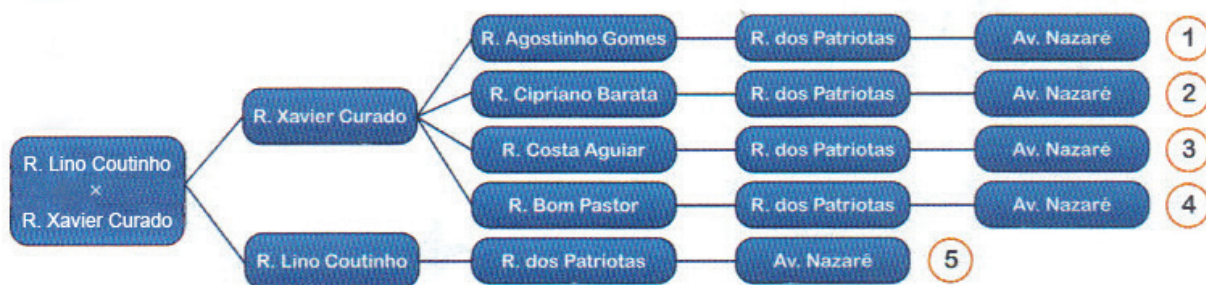 R. Agostinho Gomes R. dos Patriotas Av. Nazaré 1
R. Cipriano Barata R. dos Patriotas Av. Nazaré 2
R. Xavier Curado
R. Lino Coutinho
×
R. Xavier Curado
R. Costa Aguiar R. dos Patriotas Av. Nazaré 3
R. Bom Pastor R. dos Patriotas Av. Nazaré 4
R. Lino Coutinho R. dos Patriotas Av. Nazaré 5